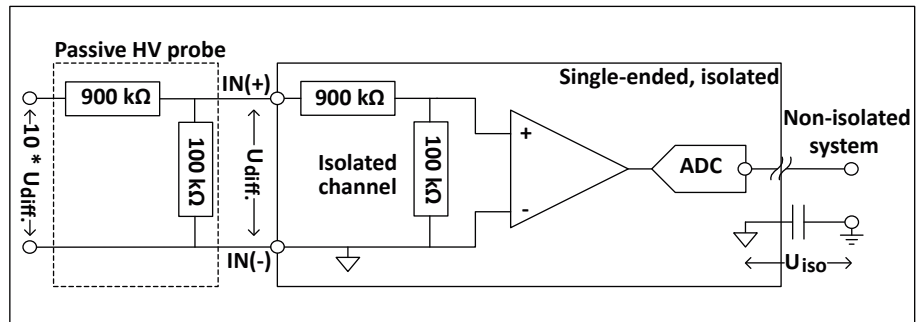 Passive HV probe
IN(+)
Single-ended, isolated
900 kΩ
900 kΩ
Non-isolated
system
10 * Udiff.
100 kΩ
Udiff.
Isolated
channel
100 kΩ
+
-
ADC
IN(-)
Uiso